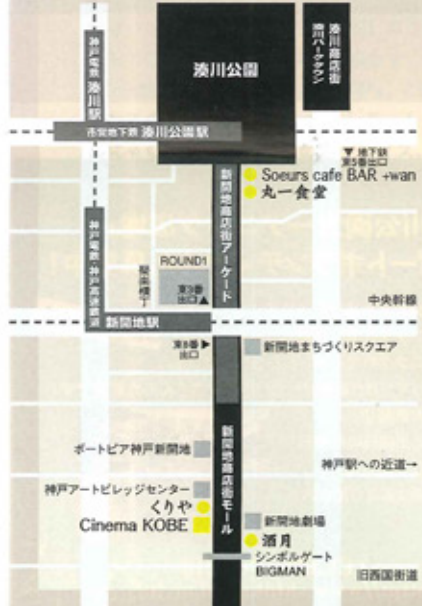 湊川公園
湊川商店街
湊川パークタウン
神戸電鉄 湊川駅
市営地下鉄 湊川公園駅
▼ 地下鉄
東5番出口
Soeurs cafe BAR +wan
丸一食堂
新開地商店街アーケード
ROUND1
東3番
出口▲
聚楽横丁
神戸電鉄・神戸高速鉄道
中央幹線
新開地駅
東8番▶
出口
新開地まちづくりスクエア
ポートピア神戸新開地
神戸駅への近道→
新開地商店街モール
神戸アートビレッジセンター
くりや
Cinema KOBE
新開地劇場
酒月
シンボルゲート
BIGMAN
旧西国街道